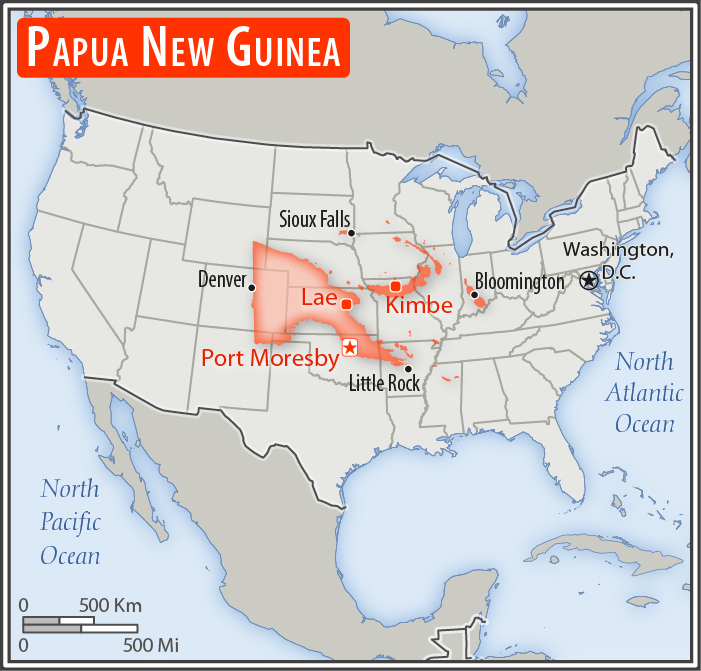 PAPUA NEW GUINEA
Sioux Falls
Washington,
D.C.
Denver
Bloomington
Lae
Kimbe
Port Moresby
Little Rock
North
Atlantic
Ocean
North
Pacific
Ocean
0 500 Km
0 500 Mi